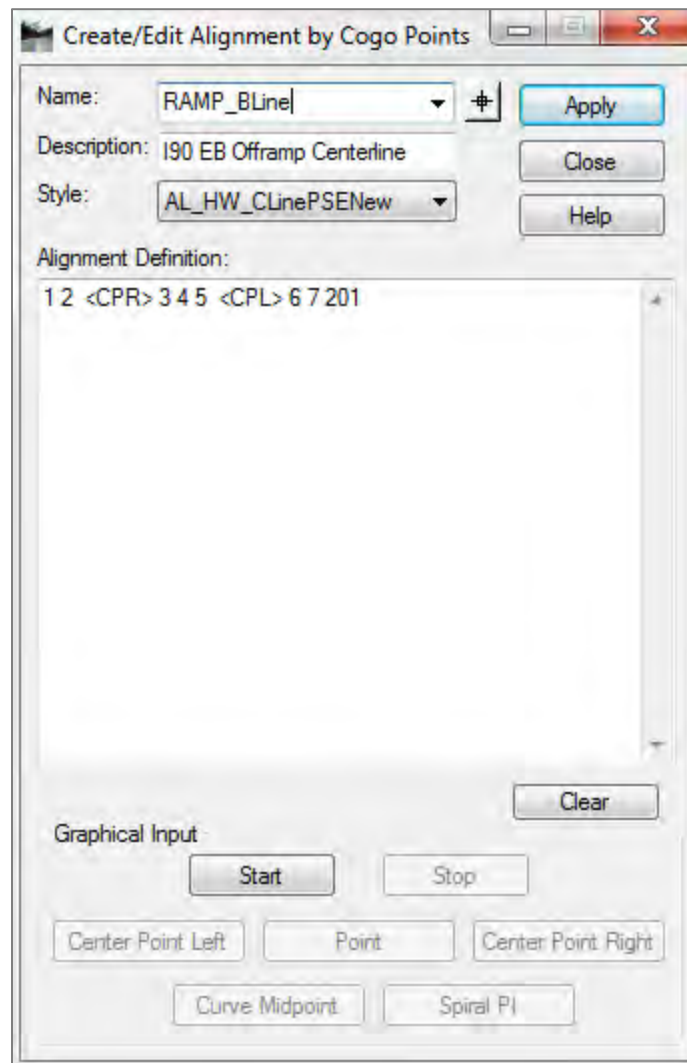 Create/Edit Alignment by Cogo Points
Name: RAMP_BLine Apply
Description: I90 EB Offramp Centerline Close
Style: AL_HW_CLinePSENew Help
Alignment Definition:
1 2 <CPR> 3 4 5 <CPL> 6 7 201
Clear
Graphical Input
Start Stop
Center Point Left Point Center Point Right
Curve Midpoint Spiral PI